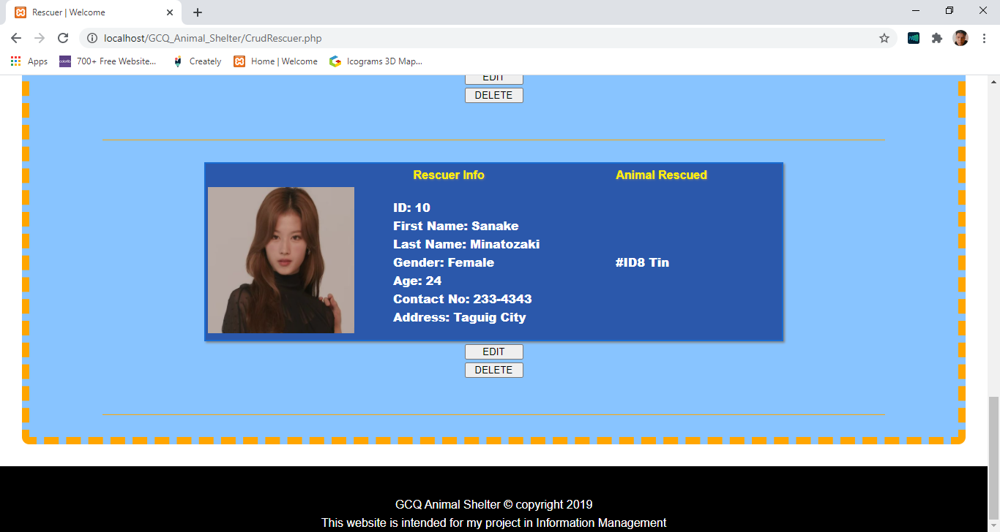 Rescuer | Welcome
localhost/GCQ_Animal_Shelter/CrudRescuer.php
Apps
700+ Free Website...
Creately
Home | Welcome
Icograms 3D Map...
EDIT
DELETE
Rescuer Info
Animal Rescued
ID: 10
First Name: Sanake
Last Name: Minatozaki
Gender: Female
#ID8 Tin
Age: 24
Contact No: 233-4343
Address: Taguig City
EDIT
DELETE
GCQ Animal Shelter © copyright 2019
This website is intended for my project in Information Management